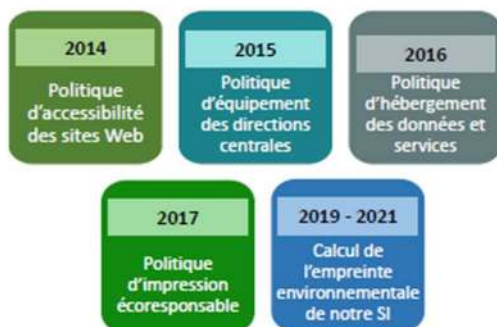 2014
Politique
d'accessibilité
des sites Web
2015
Politique
d'équipement
des directions
centrales
2016
Politique
d'hébergement
des données et
services
2017
Politique
d'impression
écoresponsable
2019 - 2021
Calcul de
l'empreinte
environnementale
de notre SI